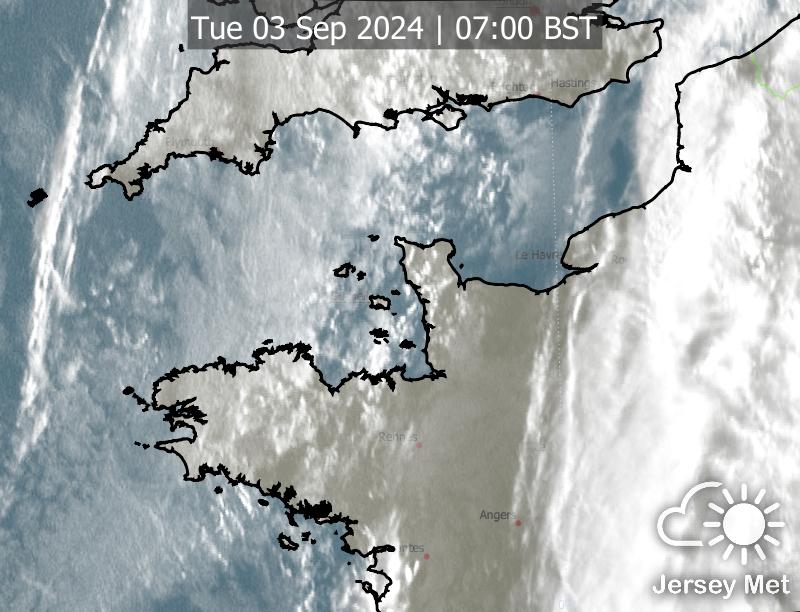 Tue 03 Sep 2024 | 07:00 BST
Hastings
Le Havre
Rennes
Angers
Jersey Met